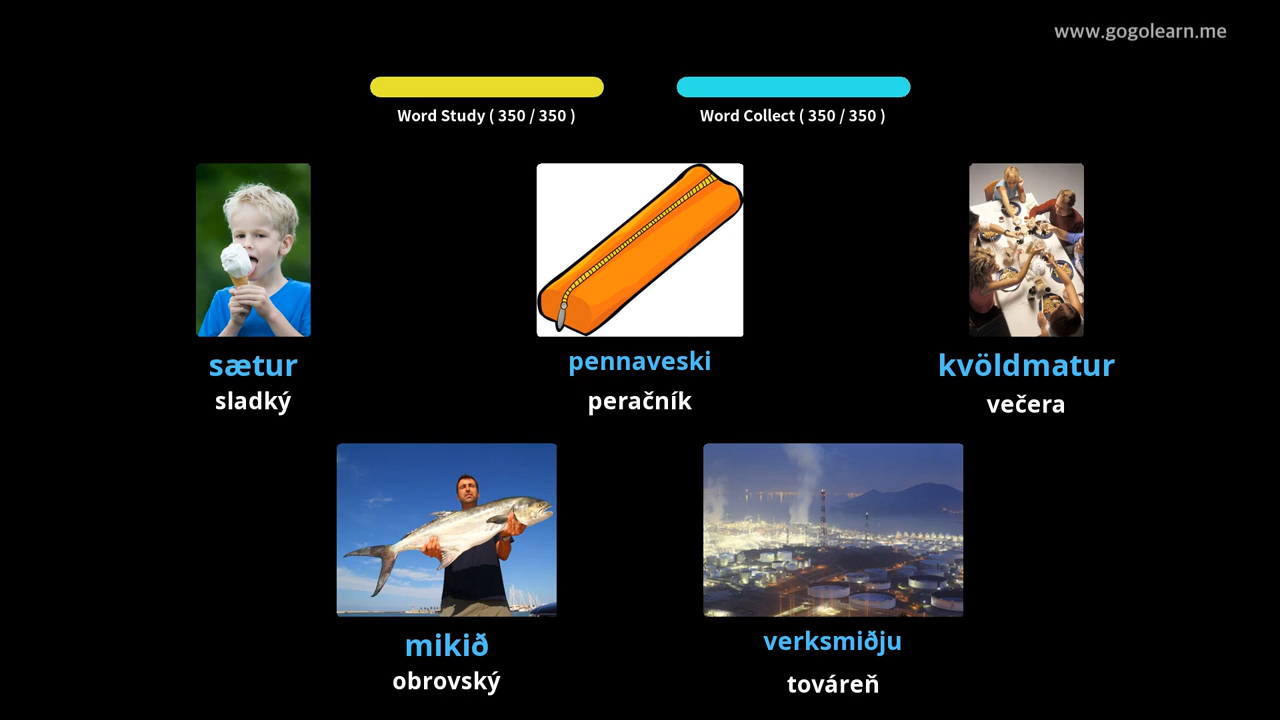 www.gogolearn.me
Word Study ( 350 / 350 )
Word Collect ( 350 / 350 )
sætur
sladký
pennaveski
peračník
kvöldmatur
večera
mikið
obrovský
verksmiðju
továreň